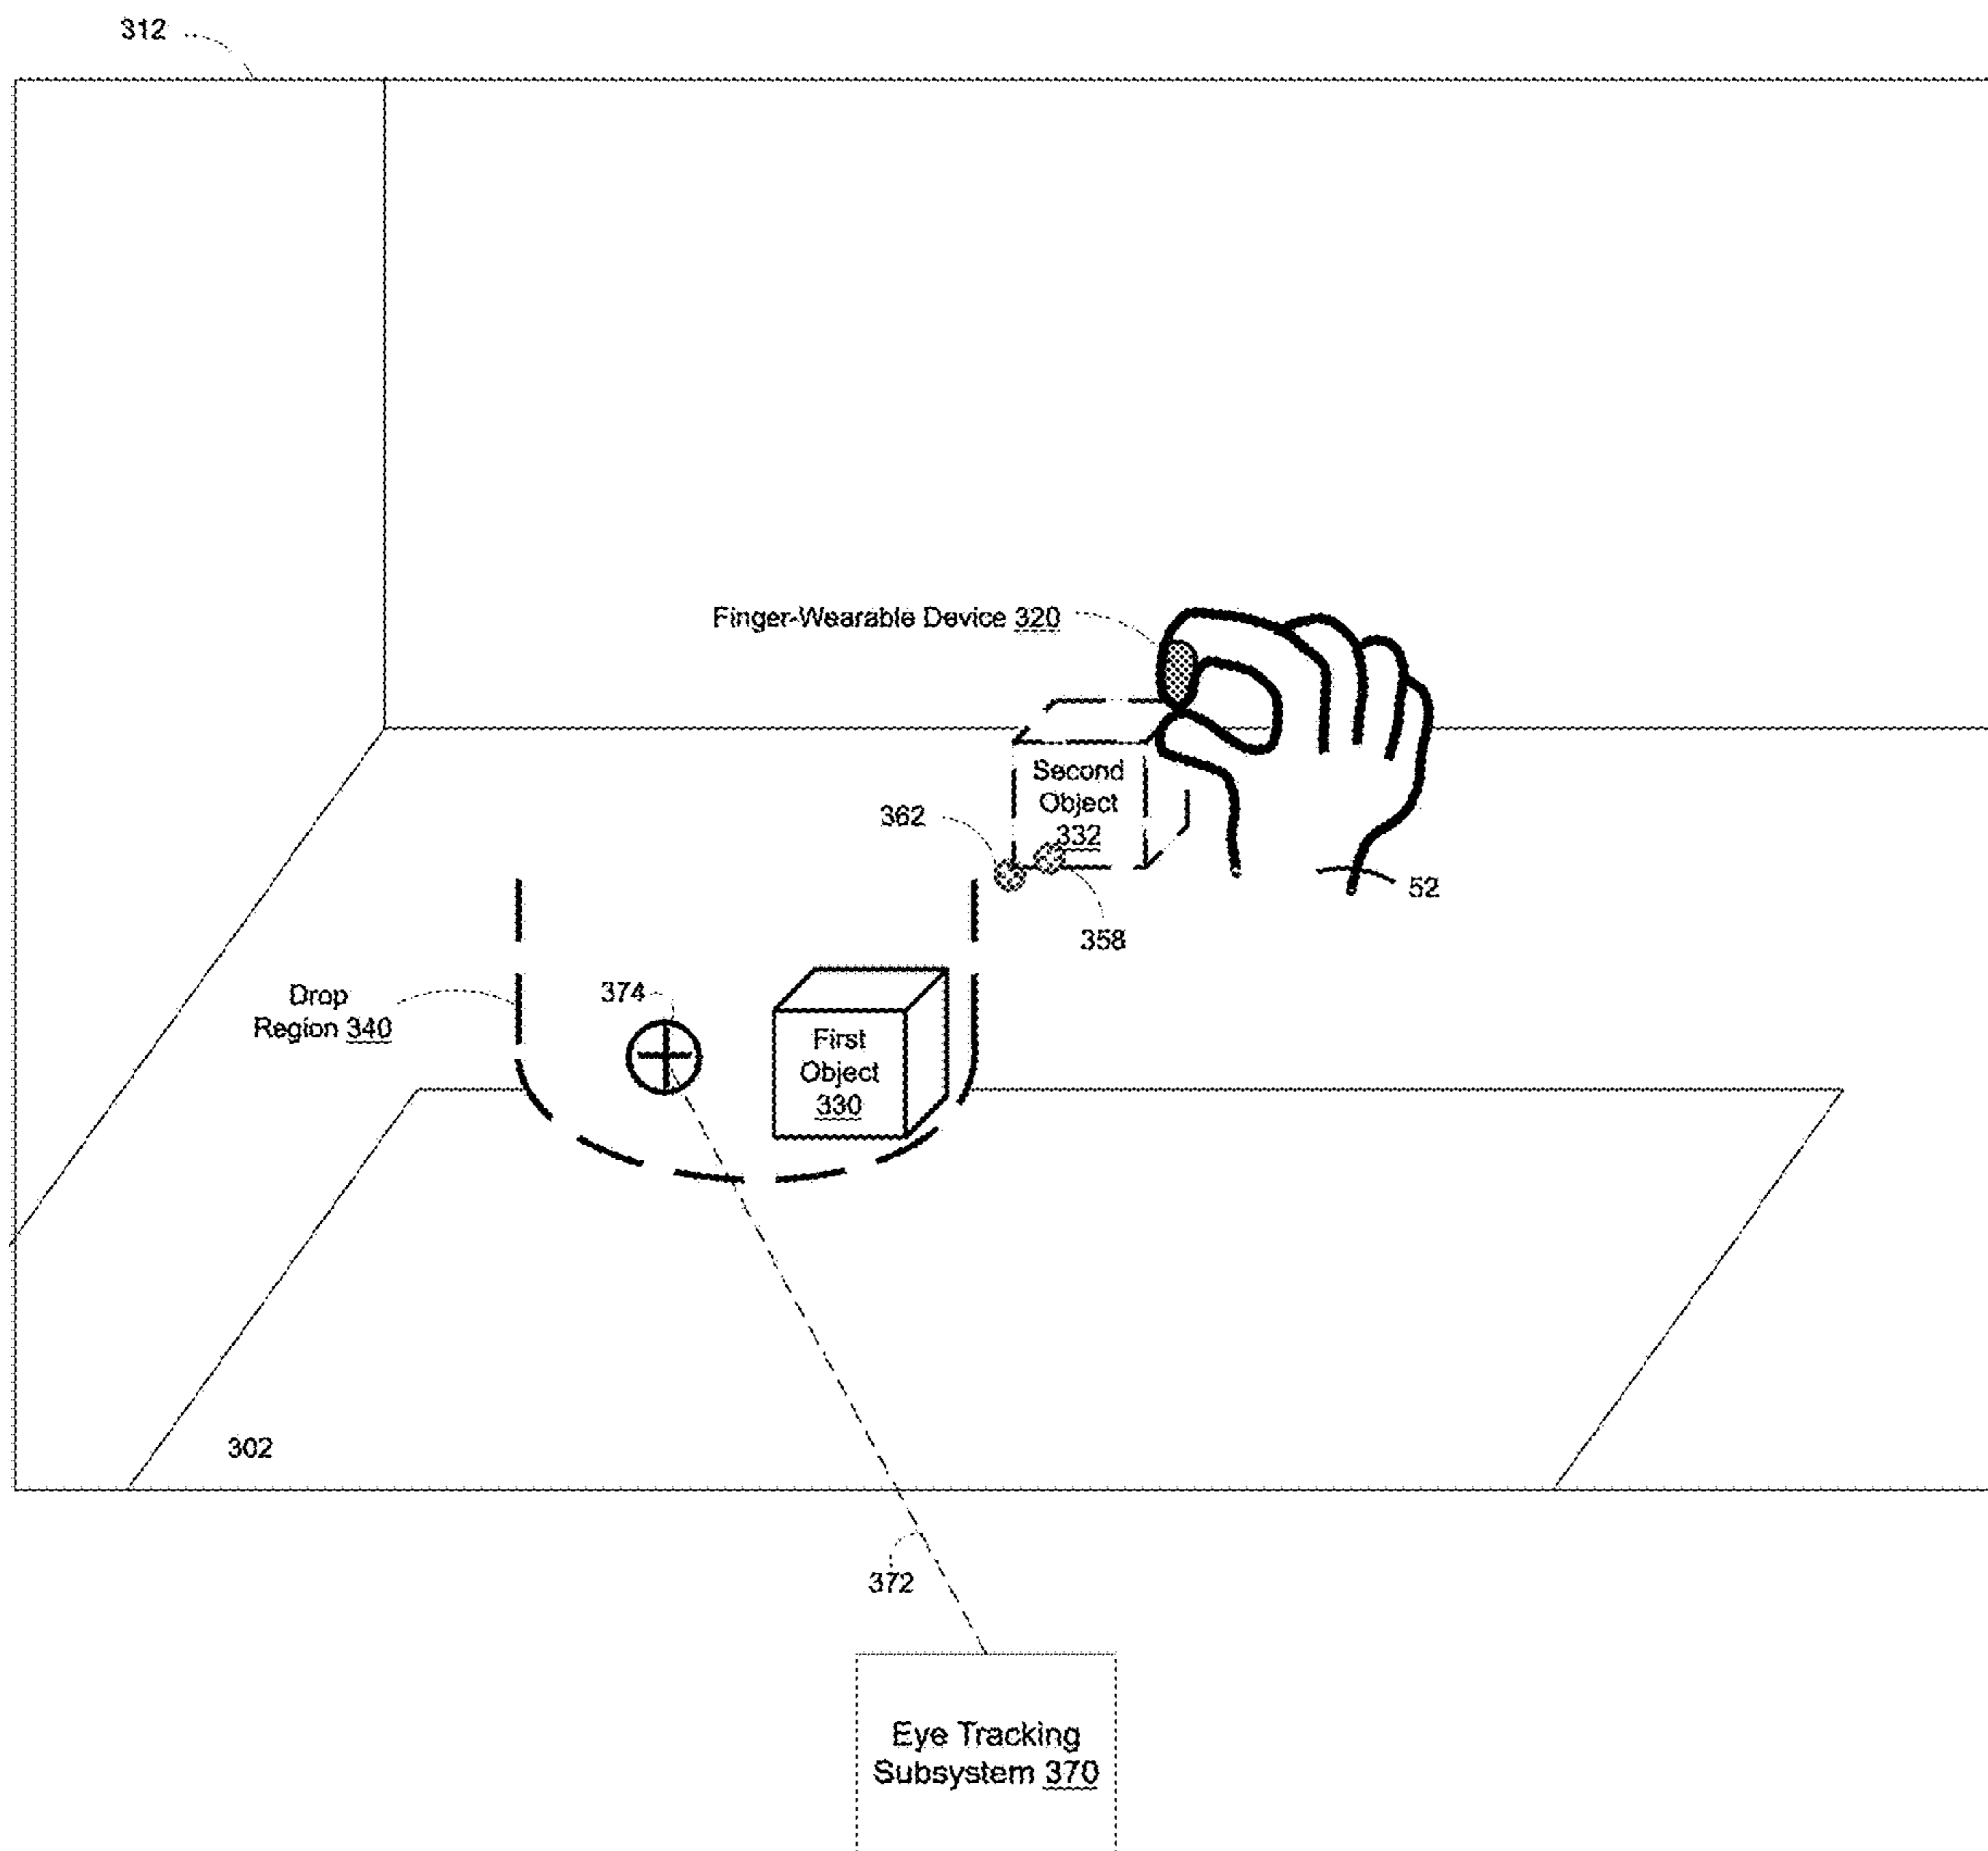 312
Finger-Wearable Device 320
Second
Object
332
362
52
358
Drop
Region 340
374
First
Object
330
302
372
Eye Tracking
Subsystem 370